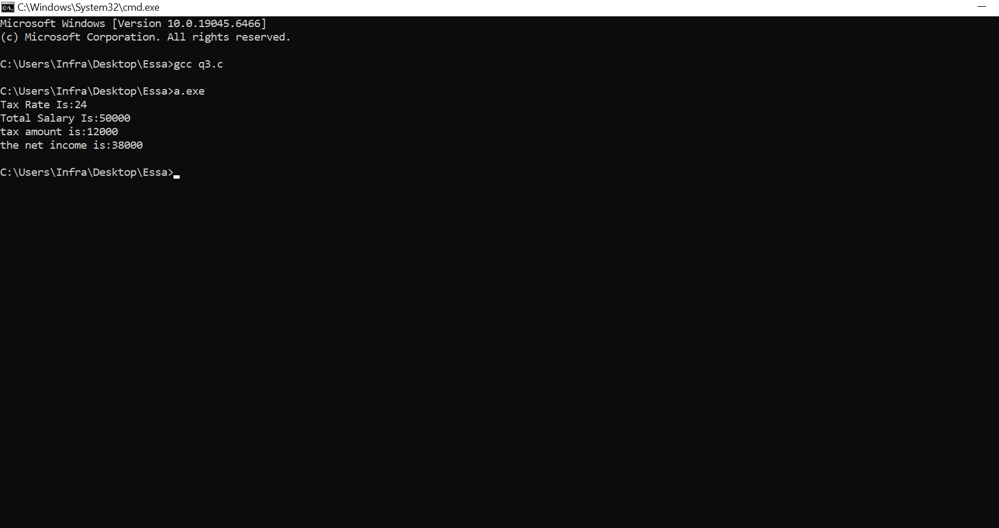 C:\Windows\System32\cmd.exe
Microsoft Windows [Version 10.0.19045.6466]
(c) Microsoft Corporation. All rights reserved.
C:\Users\Infra\Desktop\Essa>gcc q3.c
C:\Users\Infra\Desktop\Essa>a.exe
Tax Rate Is:24
Total Salary Is:50000
tax amount is:12000
the net income is:38000
C:\Users\Infra\Desktop\Essa>